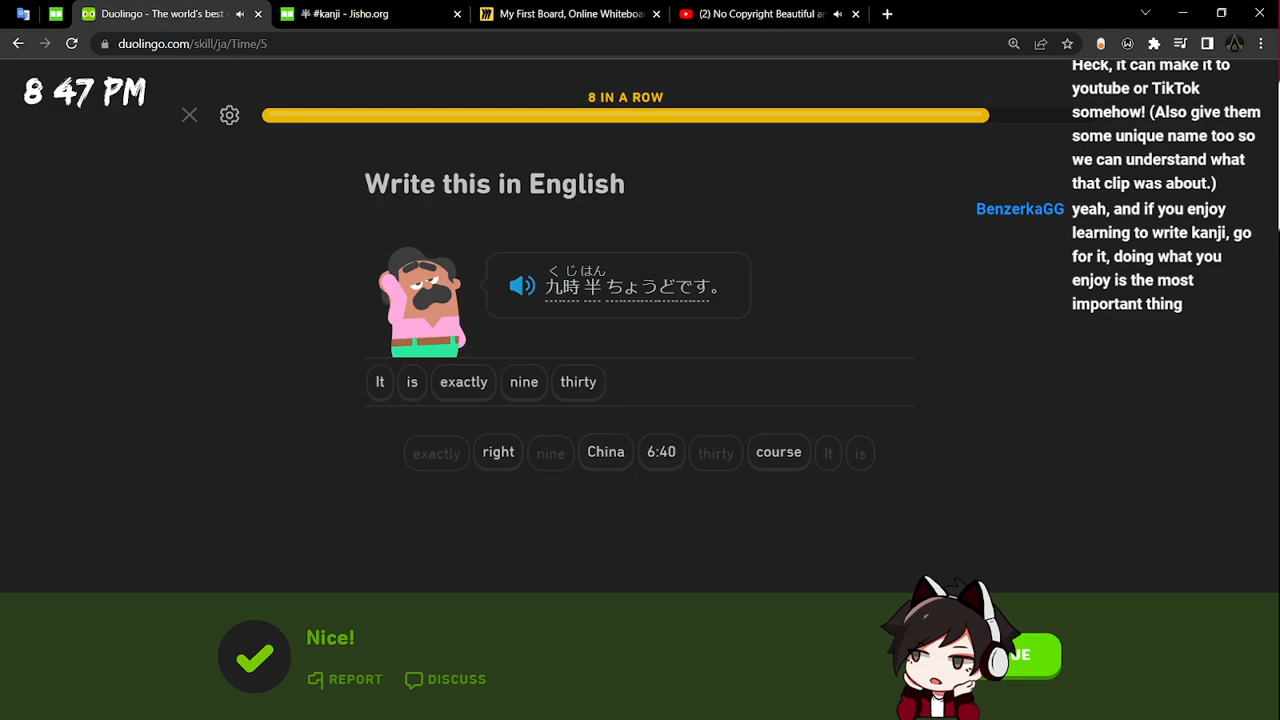 Duolingo - The world's best
半 #kanji - Jisho.org
My First Board, Online Whiteboa
(2) No Copyright Beautiful a
duolingo.com/skill/ja/Time/5
8 47 PM
8 IN A ROW
Write this in English
く じ はん
九時 半 ちょうどです。
It is exactly nine thirty
exactly right nine China 6:40 thirty course It is
Nice!
REPORT
DISCUSS
UE
Heck, it can make it to
youtube or TikTok
somehow! (Also give them
some unique name too so
we can understand what
that clip was about.)
BenzerkaGG yeah, and if you enjoy
learning to write kanji, go
for it, doing what you
enjoy is the most
important thing